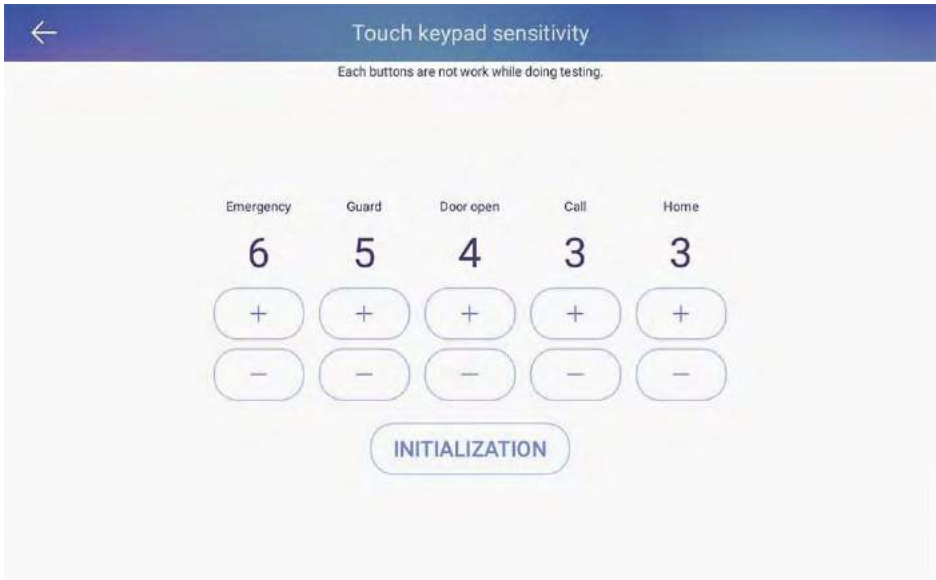 Touch keypad sensitivity
Each buttons are not work while doing testing.
Emergency Guard Door open Call Home
6 5 4 3 3
+ + + + +
− − − − −
INITIALIZATION